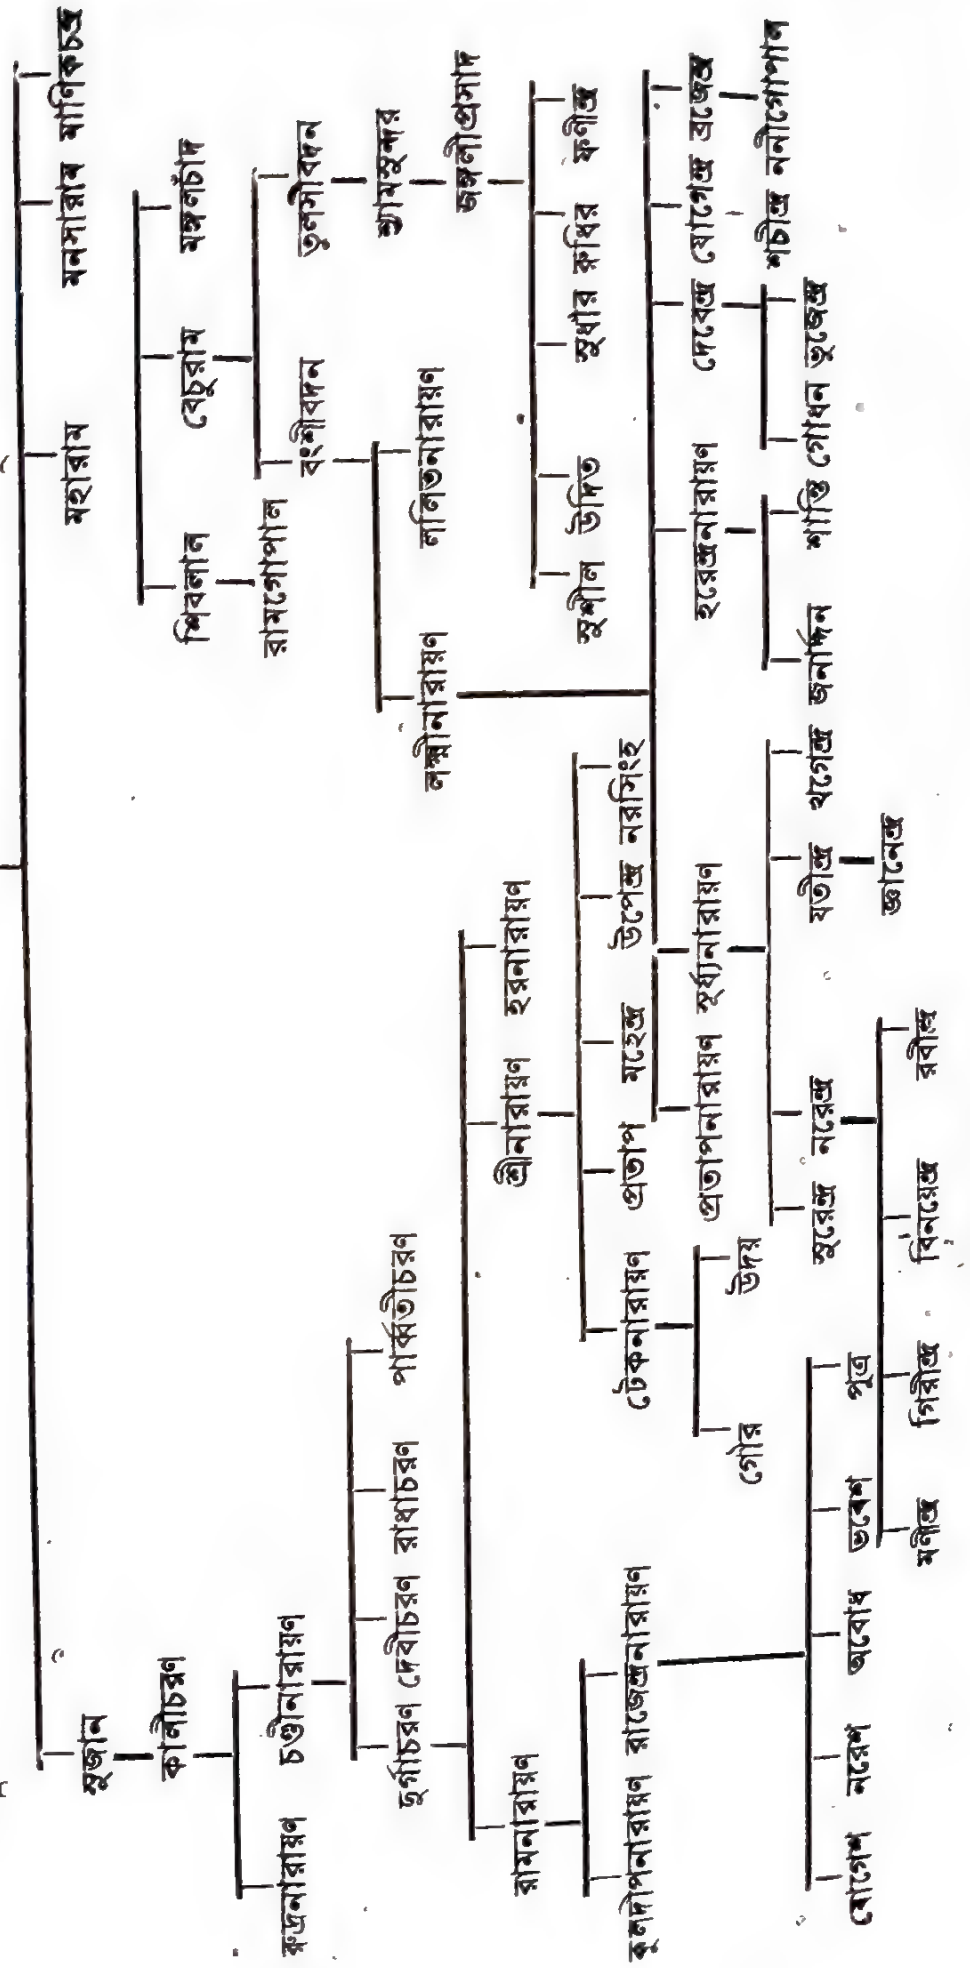 সুজান মহারাম মনসারাম মাণিকচন্দ্র
কালীচরণ শিবলাল বেচুরাম মঙ্গলচাঁদ
রুদ্রনারায়ণ চণ্ডীনারায়ণ রামগোপাল বংশীবদন তুলসীবদন
শ্যামসুন্দর
দুর্গাচরণ দেবীচরণ রাধাচরণ পার্ব্বতীচরণ লক্ষ্মীনারায়ণ ললিতনারায়ণ
জঙ্গলীপ্রসাদ
রামনারায়ণ শ্রীনারায়ণ হরনারায়ণ
সুশীল উদিত সুধীর রুধির ফণীন্দ্র
কুলদীপনারায়ণ রাজেন্দ্রনারায়ণ টেকনারায়ণ প্রতাপ মহেন্দ্র উপেন্দ্র নরসিংহ
প্রতাপনারায়ণ সূর্য্যনারায়ণ হরেন্দ্রনারায়ণ দেবেন্দ্র যোগেন্দ্র ব্রজেন্দ্র
গৌর উদয় শচীন্দ্র ননীগোপাল
সুরেন্দ্র নরেন্দ্র যতীন্দ্র খগেন্দ্র জনার্দ্দন শান্তি গোধন ভুজেন্দ্র
যোগেশ নরেশ অবোধ ভবেশ পুত্র জ্ঞানেন্দ্র
মণীন্দ্র গিরীন্দ্র বিনয়েন্দ্র রবীন্দ্র